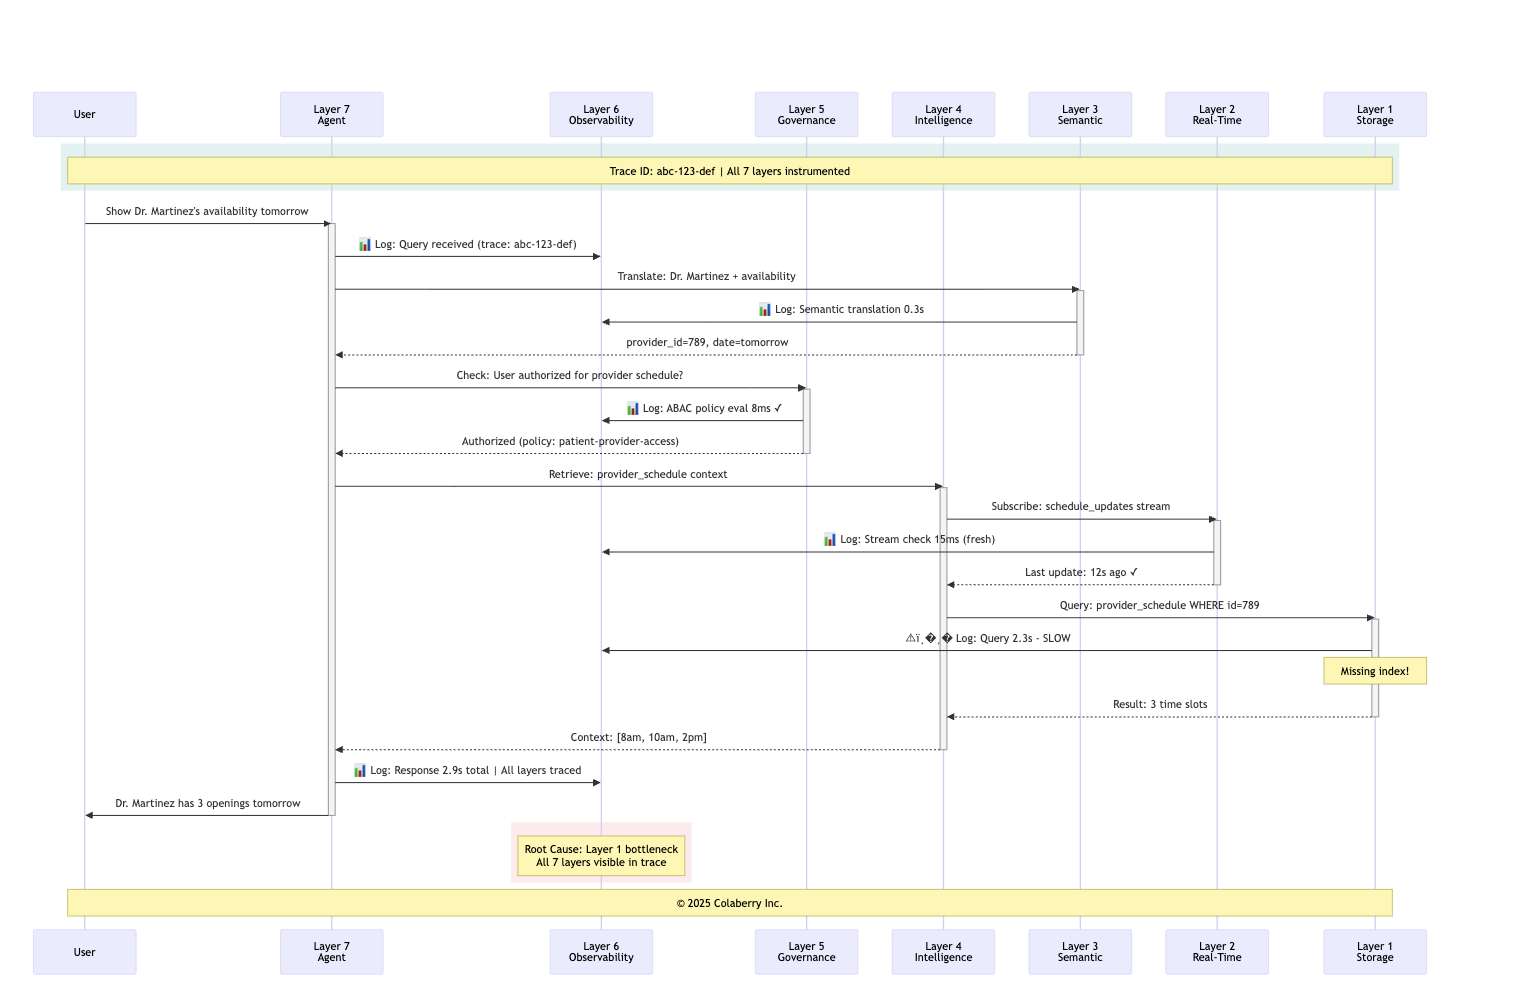 User
Layer 7
Agent
Layer 6
Observability
Layer 5
Governance
Layer 4
Intelligence
Layer 3
Semantic
Layer 2
Real-Time
Layer 1
Storage
Trace ID: abc-123-def | All 7 layers instrumented
Show Dr. Martinez's availability tomorrow
📊 Log: Query received (trace: abc-123-def)
Translate: Dr. Martinez + availability
📊 Log: Semantic translation 0.3s
provider_id=789, date=tomorrow
Check: User authorized for provider schedule?
📊 Log: ABAC policy eval 8ms ✓
Authorized (policy: patient-provider-access)
Retrieve: provider_schedule context
Subscribe: schedule_updates stream
📊 Log: Stream check 15ms (fresh)
Last update: 12s ago ✓
Query: provider_schedule WHERE id=789
⚠ï¸�¸� Log: Query 2.3s - SLOW
Missing index!
Result: 3 time slots
Context: [8am, 10am, 2pm]
📊 Log: Response 2.9s total | All layers traced
Dr. Martinez has 3 openings tomorrow
Root Cause: Layer 1 bottleneck
All 7 layers visible in trace
© 2025 Colaberry Inc.
User
Layer 7
Agent
Layer 6
Observability
Layer 5
Governance
Layer 4
Intelligence
Layer 3
Semantic
Layer 2
Real-Time
Layer 1
Storage